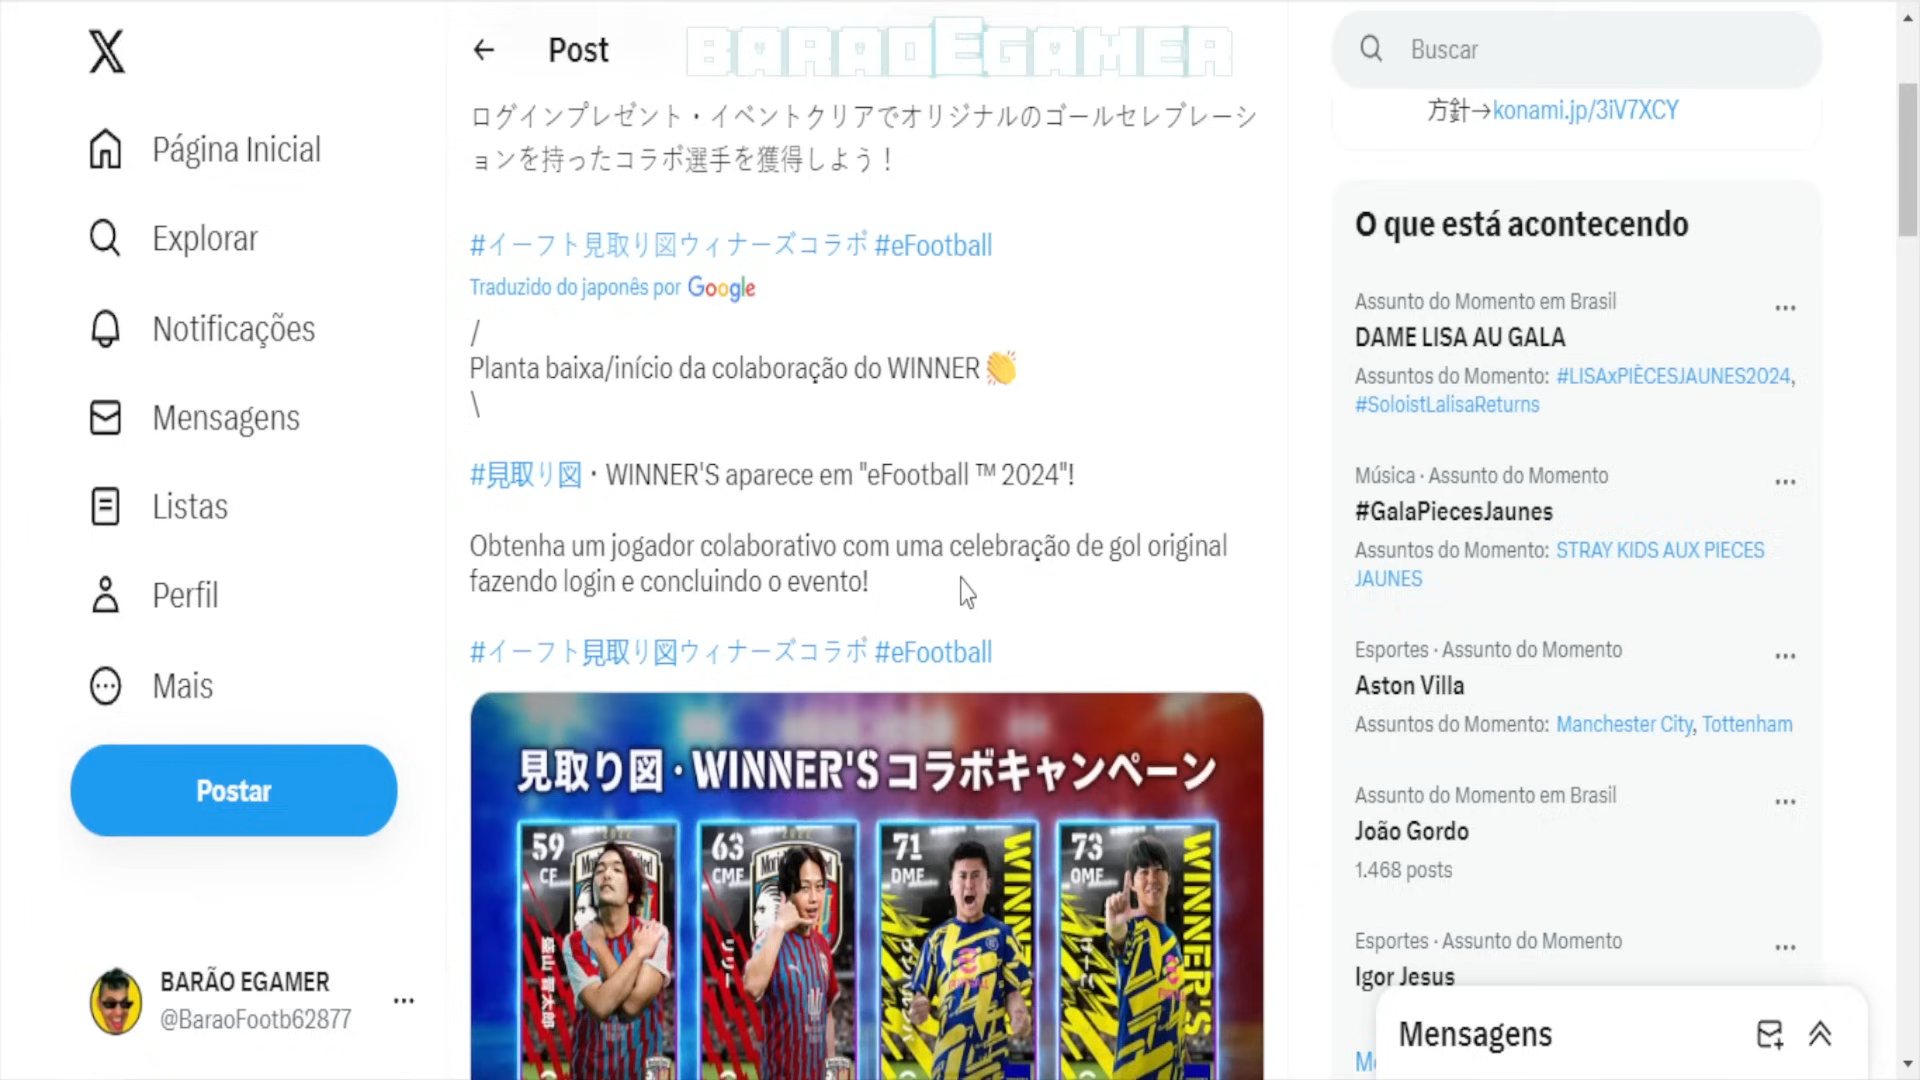 Página Inicial
Explorar
Notificações
Mensagens
Listas
Perfil
Mais
Postar
BARÃO EGAMER
@BaraoFootb62877
Post
BARAOEGAMER
ログインプレゼント・イベントクリアでオリジナルのゴールセレブレーシ
ョンを持ったコラボ選手を獲得しよう！
#イーフト見取り図ウィナーズコラボ #eFootball
Traduzido do japonês por Google
/
Planta baixa/início da colaboração do WINNER 👏
\
#見取り図・WINNER'S aparece em "eFootball ™ 2024"!
Obtenha um jogador colaborativo com uma celebração de gol original
fazendo login e concluindo o evento!
#イーフト見取り図ウィナーズコラボ #eFootball
見取り図・WINNER'Sコラボキャンペーン
59
CF
63
CMF
71
DMF
WINNER'S
73
OMF
WINNER'S
盛山晋太郎
リリー
Buscar
方針→konami.jp/3iV7XCY
O que está acontecendo
Assunto do Momento em Brasil
DAME LISA AU GALA
Assuntos do Momento: #LISAxPIÈCESJAUNES2024,
#SoloistLalisaReturns
Música · Assunto do Momento
#GalaPiecesJaunes
Assuntos do Momento: STRAY KIDS AUX PIECES
JAUNES
Esportes · Assunto do Momento
Aston Villa
Assuntos do Momento: Manchester City, Tottenham
Assunto do Momento em Brasil
João Gordo
1.468 posts
Esportes · Assunto do Momento
Igor Jesus
Mensagens